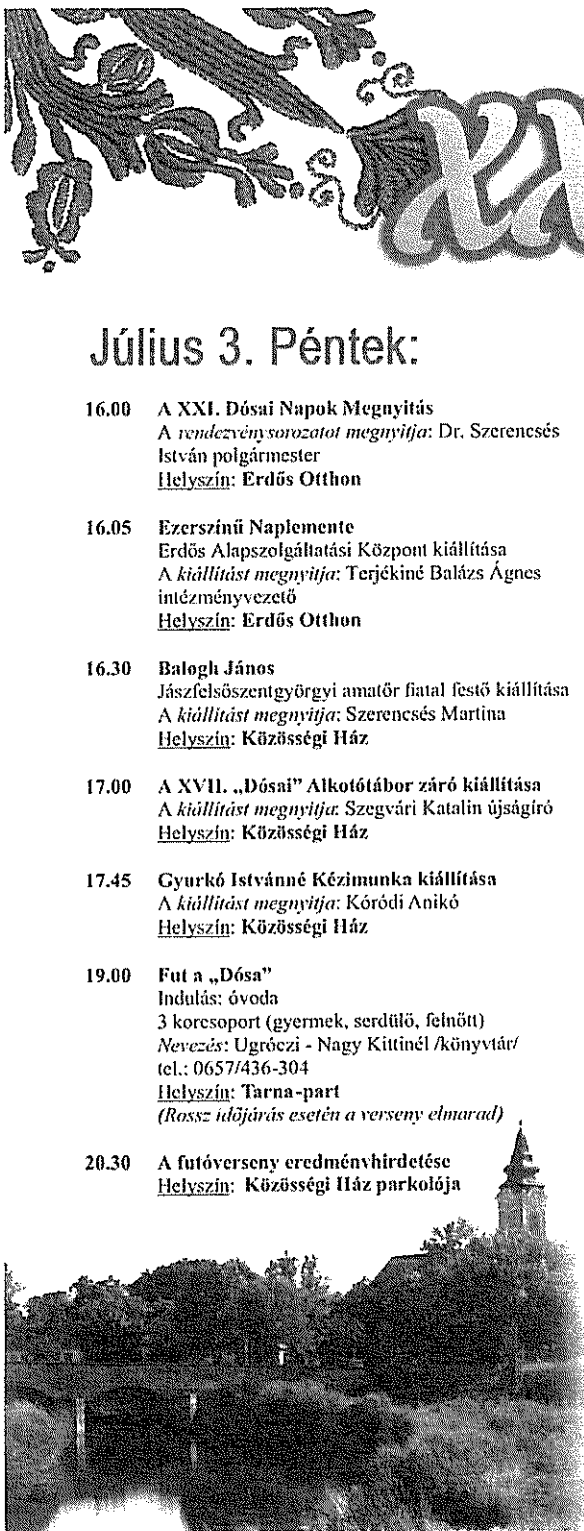 XX
Július 3. Péntek:
16.00 A XXI. Dósai Napok Megnyitás
A rendezvénysorozatot megnyitja: Dr. Szerencsés
István polgármester
Helyszín: Erdős Otthon
16.05 Ezerszínű Naplemente
Erdős Alapszolgáltatási Központ kiállítása
A kiállítást megnyitja: Terjékiné Balázs Ágnes
intézményvezető
Helyszín: Erdős Otthon
16.30 Balogh János
Jászfelsőszentgyörgyi amatőr fiatal festő kiállítása
A kiállítást megnyitja: Szerencsés Martina
Helyszín: Közösségi Ház
17.00 A XVII. „Dósai” Alkotótábor záró kiállítása
A kiállítást megnyitja: Szegvári Katalin újságíró
Helyszín: Közösségi Ház
17.45 Gyurkó Istvánné Kézimunka kiállítása
A kiállítást megnyitja: Kóródi Anikó
Helyszín: Közösségi Ház
19.00 Fut a „Dósa”
Indulás: óvoda
3 korcsoport (gyermek, serdülő, felnőtt)
Nevezés: Ugróczi - Nagy Kittinél /könyvtár/
tel.: 0657/436-304
Helyszín: Tarna-part
(Rossz időjárás esetén a verseny elmarad)
20.30 A futóverseny eredményhirdetése
Helyszín: Közösségi Ház parkolója